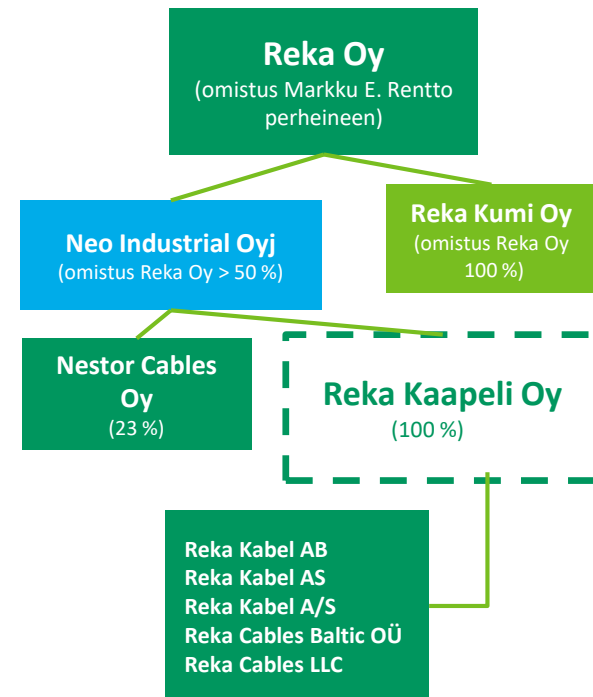 Reka Oy
(omistus Markku E. Rentto
perheineen)
Neo Industrial Oyj
(omistus Reka Oy > 50 %)
Reka Kumi Oy
(omistus Reka Oy
100 %)
Nestor Cables
Oy
(23 %)
Reka Kaapeli Oy
(100 %)
Reka Kabel AB
Reka Kabel AS
Reka Kabel A/S
Reka Cables Baltic OÜ
Reka Cables LLC